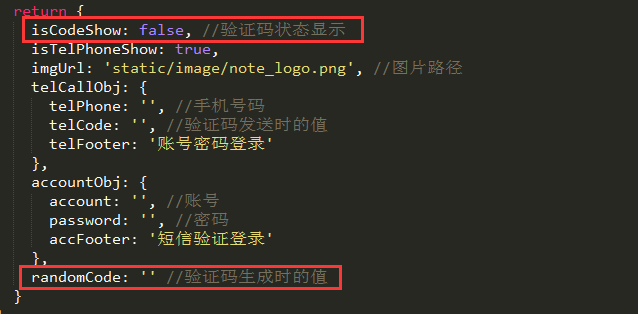 return {
isCodeShow: false, //验证码状态显示
isTelPhoneShow: true,
imgUrl: 'static/image/note_logo.png', //图片路径
telCallObj: {
telPhone: '', //手机号码
telCode: '', //验证码发送时的值
telFooter: '账号密码登录'
},
accountObj: {
account: '', //账号
password: '', //密码
accFooter: '短信验证登录'
},
randomCode: '' //验证码生成时的值
}